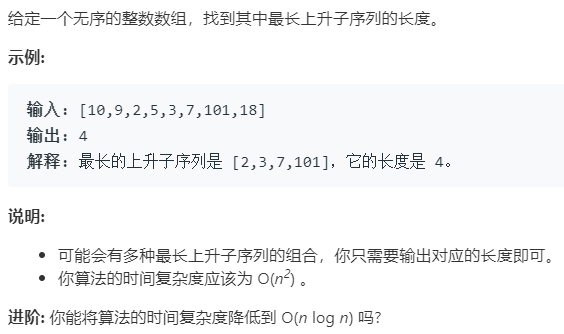 给定一个无序的整数数组，找到其中最长上升子序列的长度。
示例:
输入: [10,9,2,5,3,7,101,18]
输出: 4
解释: 最长的上升子序列是 [2,3,7,101]，它的长度是 4。
说明:
• 可能会有多种最长上升子序列的组合，你只需要输出对应的长度即可。
• 你算法的时间复杂度应该为 O(n²) 。
进阶: 你能将算法的时间复杂度降低到 O(n log n) 吗?